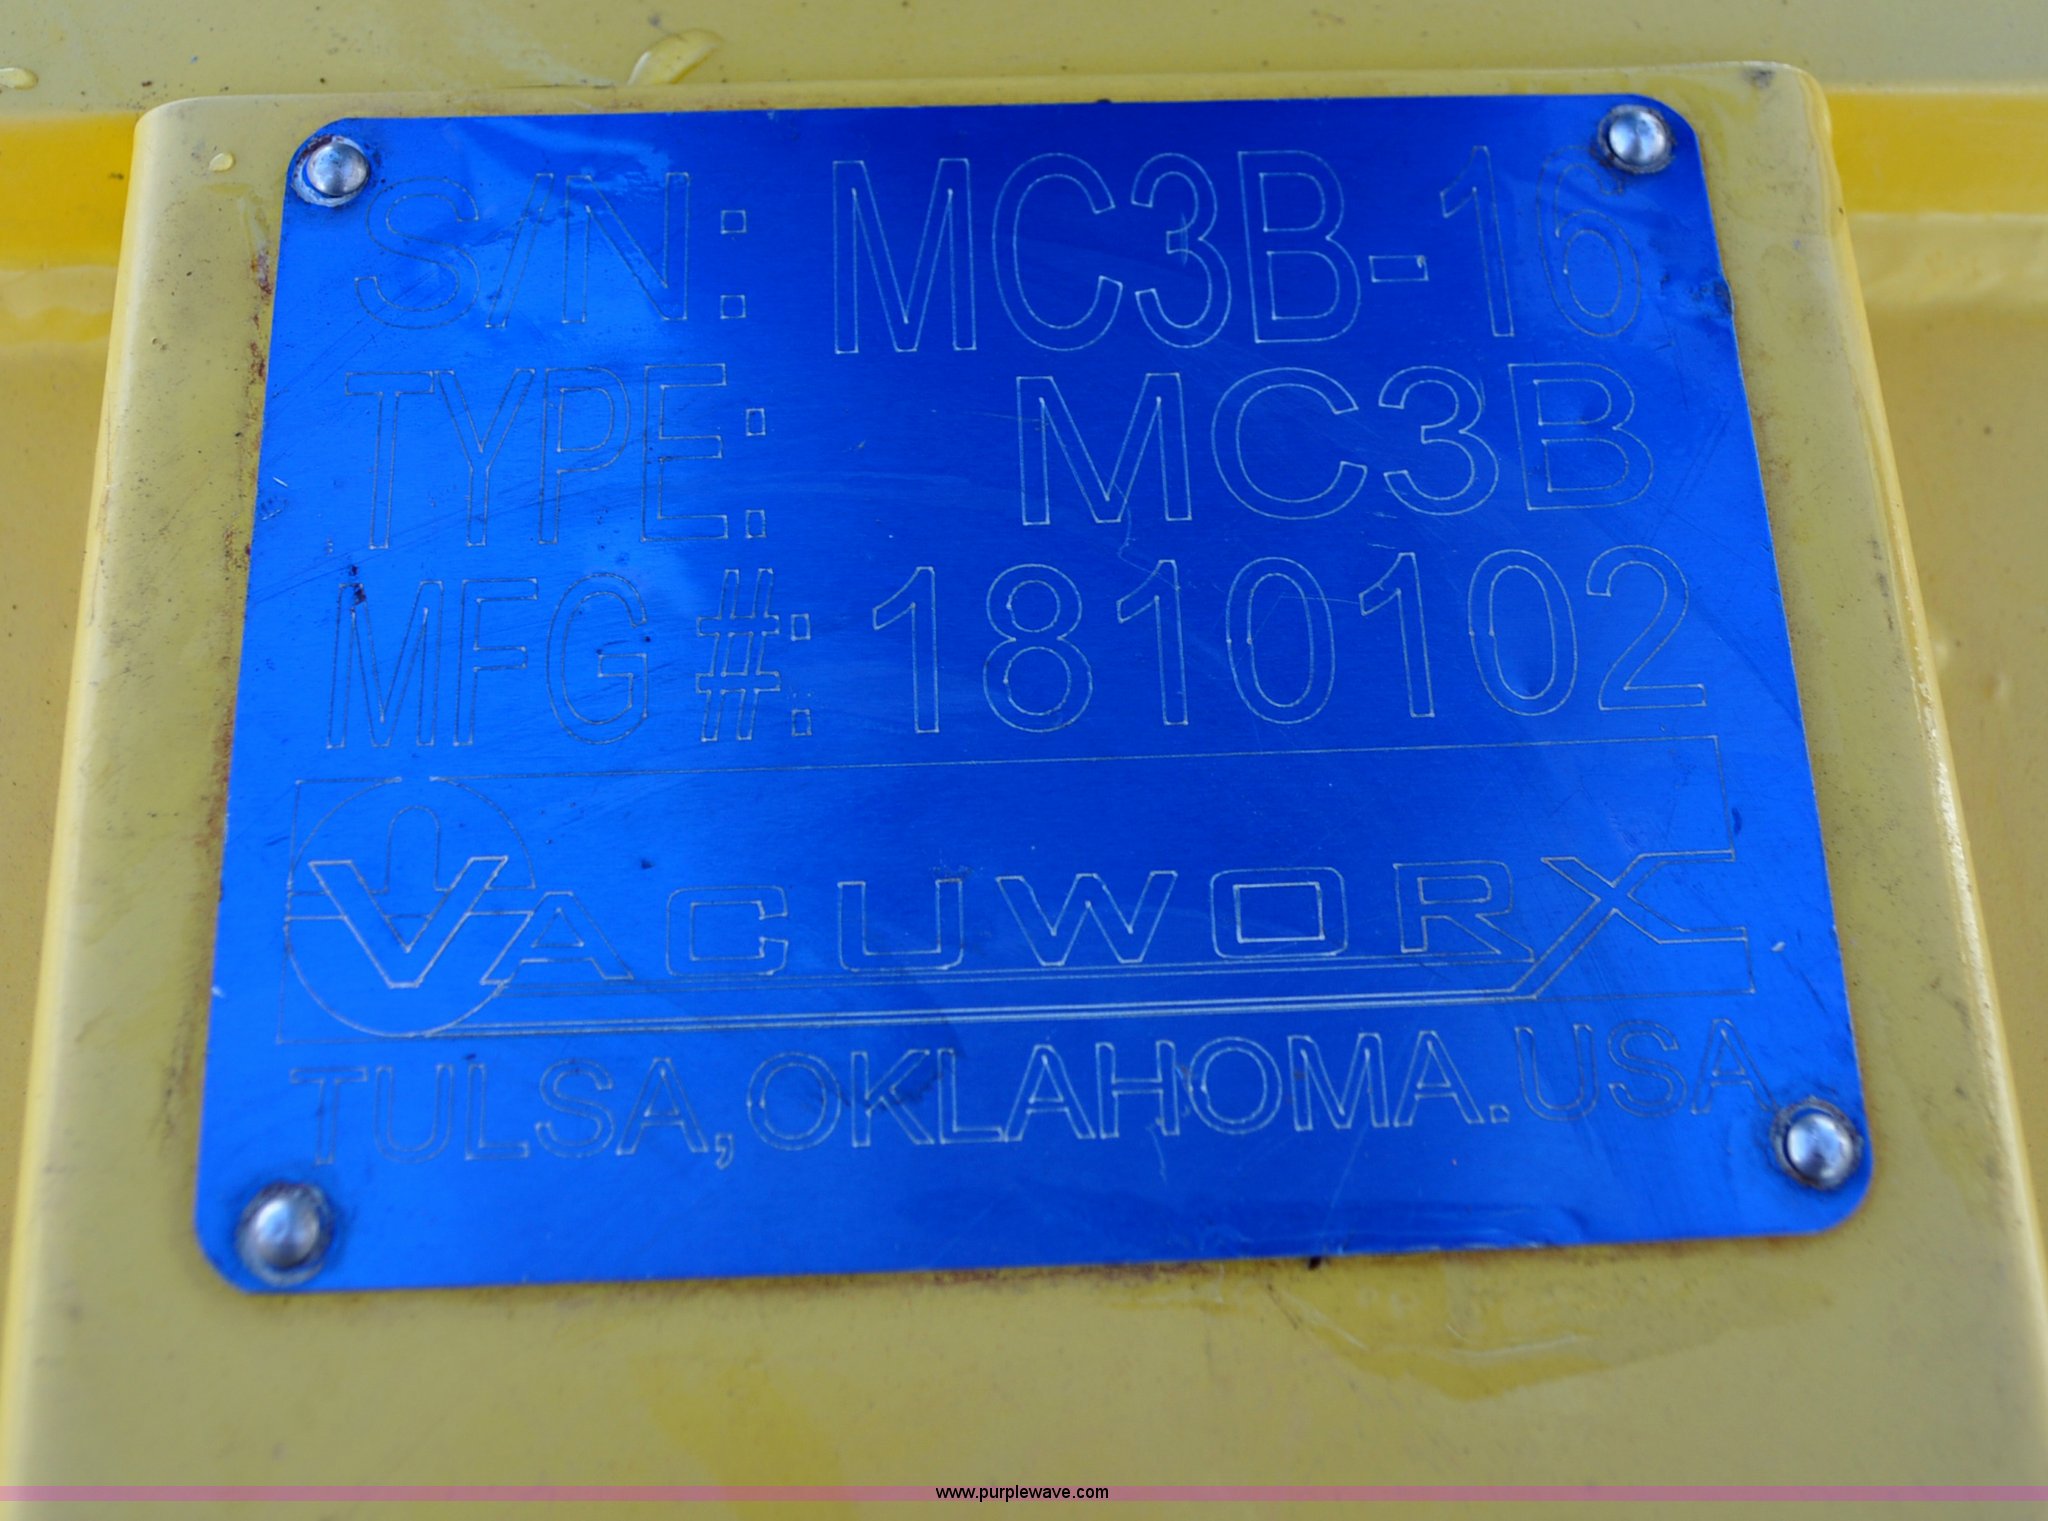 S/N: MC3B-16
TYPE: MC3B
MFG #: 1810102
VACUWORX
TULSA, OKLAHOMA. USA
www.purplewave.com